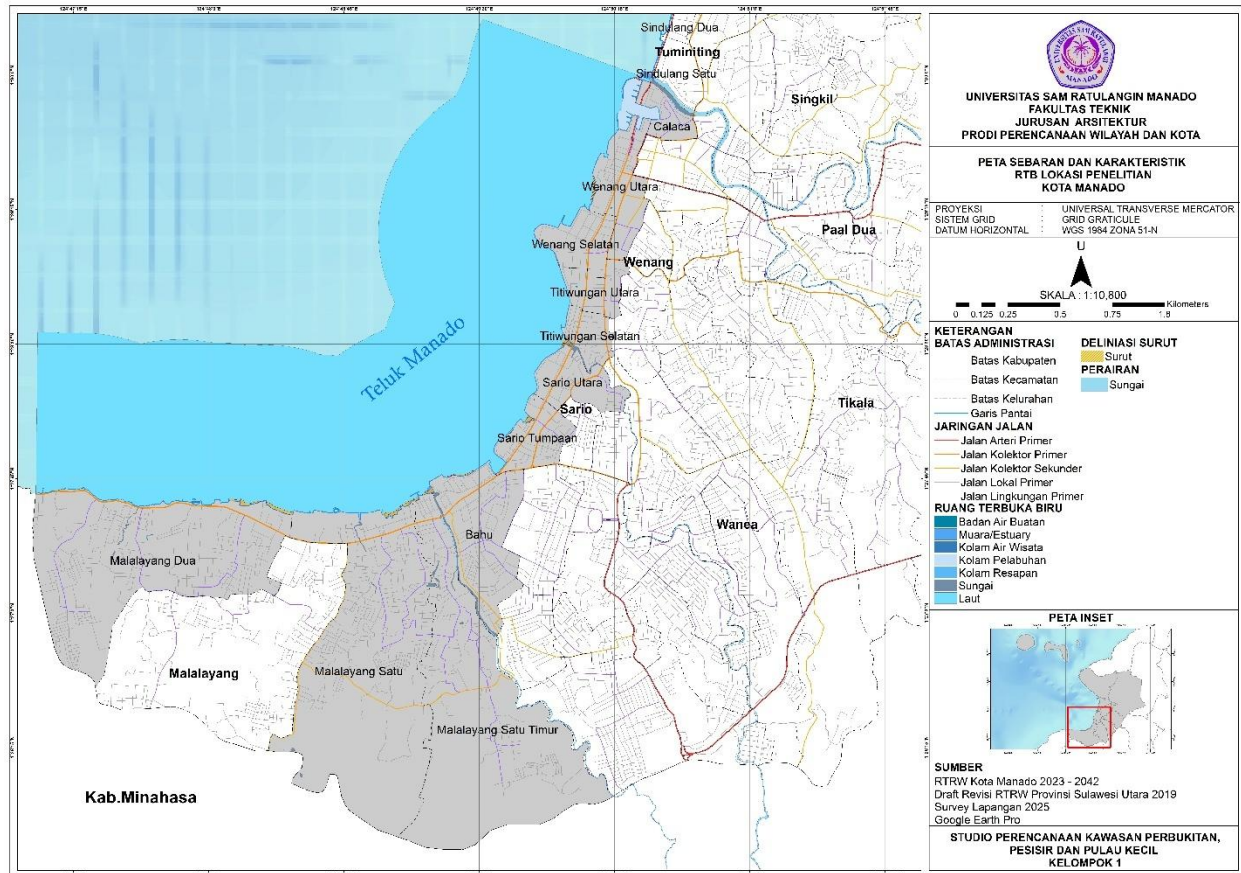 Sindulang Dua
Tuminiting
Sindulang Satu
Singkil
Calaca
Wenang Utara
Paal Dua
Wenang Selatan
Wenang
Titiwungan Utara
Teluk Manado
Titiwungan Selatan
Sario Utara
Sario
Tikala
Sario Tumpaan
Bahu
Wanea
Malalayang Dua
Malalayang
Malalayang Satu
Malalayang Satu Timur
Kab.Minahasa
UNIVERSITAS SAM RATULANGIN MANADO
FAKULTAS TEKNIK
JURUSAN ARSITEKTUR
PRODI PERENCANAAN WILAYAH DAN KOTA
PETA SEBARAN DAN KARAKTERISTIK
RTB LOKASI PENELITIAN
KOTA MANADO
PROYEKSI : UNIVERSAL TRANSVERSE MERCATOR
SISTEM GRID : GRID GRATICULE
DATUM HORIZONTAL : WGS 1984 ZONA 51-N
U
SKALA : 1:10,800
Kilometers
0 0.125 0.25 0.5 0.75 1.8
KETERANGAN
BATAS ADMINISTRASI
Batas Kabupaten
Batas Kecamatan
Batas Kelurahan
Garis Pantai
DELINIASI SURUT
Surut
PERAIRAN
Sungai
JARINGAN JALAN
Jalan Arteri Primer
Jalan Kolektor Primer
Jalan Kolektor Sekunder
Jalan Lokal Primer
Jalan Lingkungan Primer
RUANG TERBUKA BIRU
Badan Air Buatan
Muara/Estuary
Kolam Air Wisata
Kolam Pelabuhan
Kolam Resapan
Sungai
Laut
PETA INSET
SUMBER
RTRW Kota Manado 2023 - 2042
Draft Revisi RTRW Provinsi Sulawesi Utara 2019
Survey Lapangan 2025
Google Earth Pro
STUDIO PERENCANAAN KAWASAN PERBUKITAN,
PESISIR DAN PULAU KECIL
KELOMPOK 1